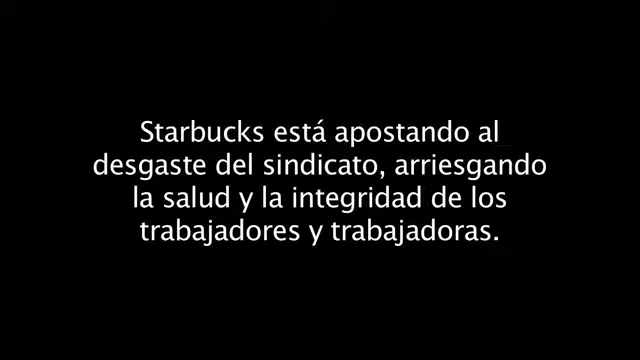 Starbucks está apostando al
desgaste del sindicato, arriesgando
la salud y la integridad de los
trabajadores y trabajadoras.